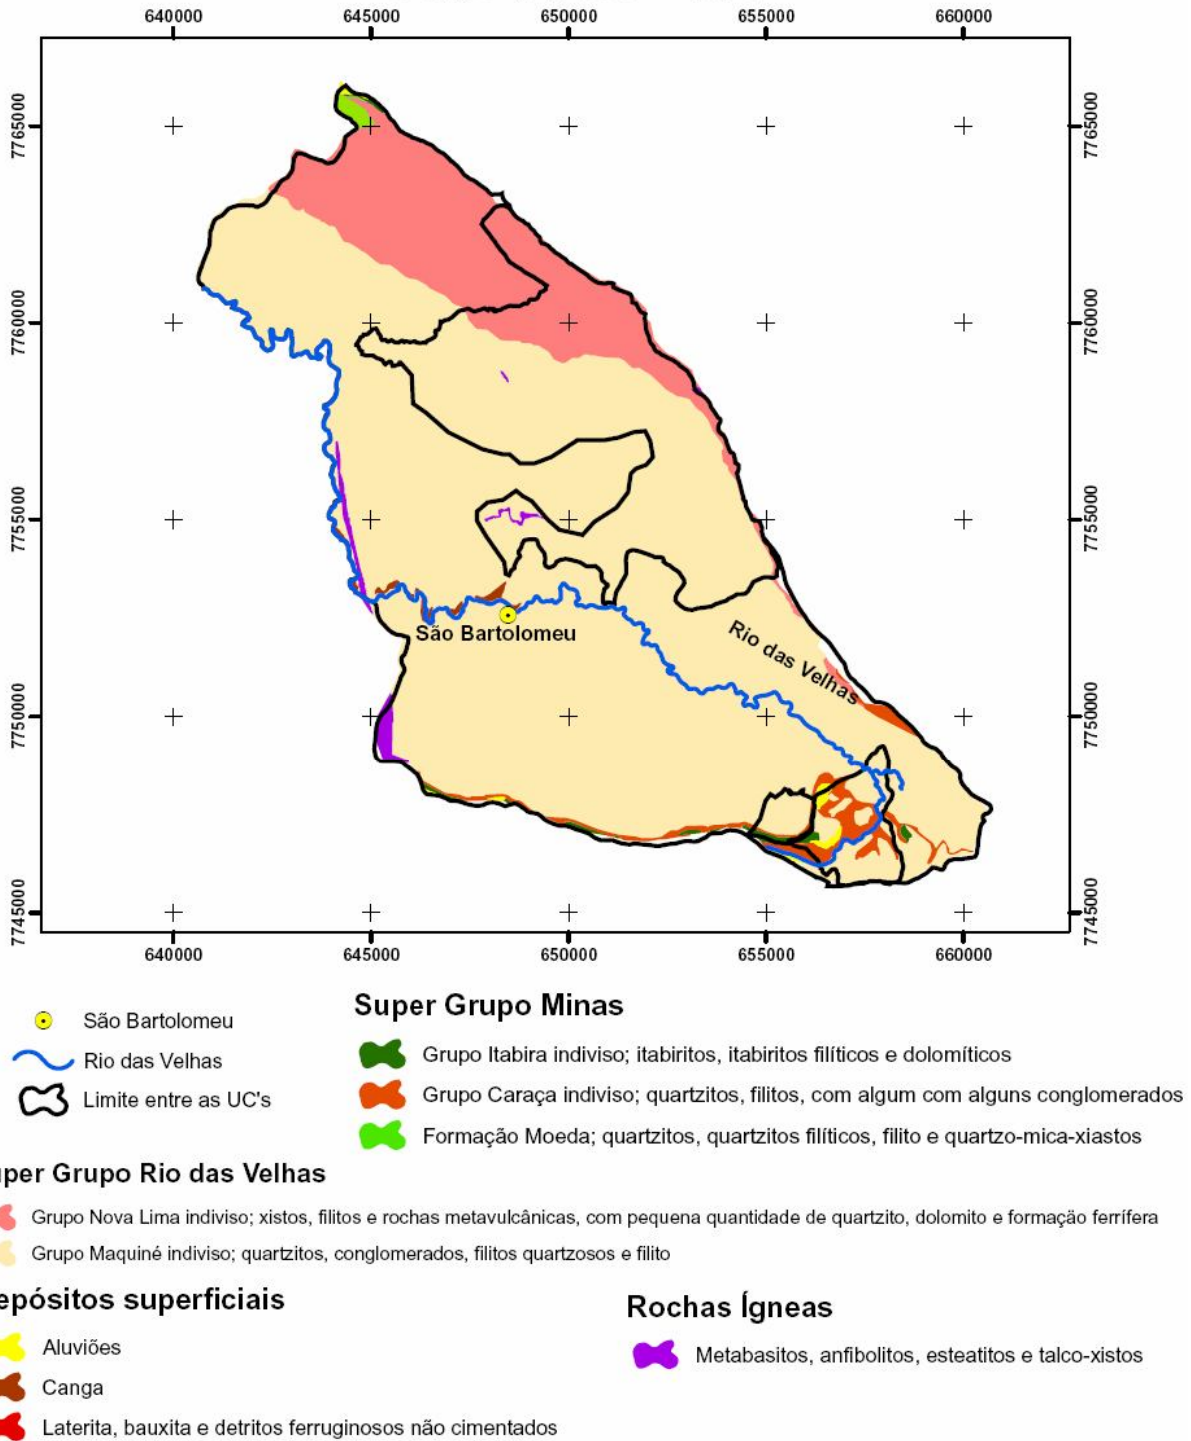 640000 645000 650000 655000 660000
7765000 7765000
7760000 7760000
7755000 7755000
São Bartolomeu
Rio das Velhas
7750000 7750000
7745000 7745000
640000 645000 650000 655000 660000
São Bartolomeu
Rio das Velhas
Limite entre as UC's
Super Grupo Minas
Grupo Itabira indiviso; itabiritos, itabiritos filíticos e dolomíticos
Grupo Caraça indiviso; quartzitos, filitos, com algum com alguns conglomerados
Formação Moeda; quartzitos, quartzitos filíticos, filito e quartzo-mica-xiastos
uper Grupo Rio das Velhas
Grupo Nova Lima indiviso; xistos, filitos e rochas metavulcânicas, com pequena quantidade de quartzito, dolomito e formação ferrífera
Grupo Maquiné indiviso; quartzitos, conglomerados, filitos quartzosos e filito
epósitos superficiais
Aluviões
Canga
Laterita, bauxita e detritos ferruginosos não cimentados
Rochas Ígneas
Metabasitos, anfibolitos, esteatitos e talco-xistos